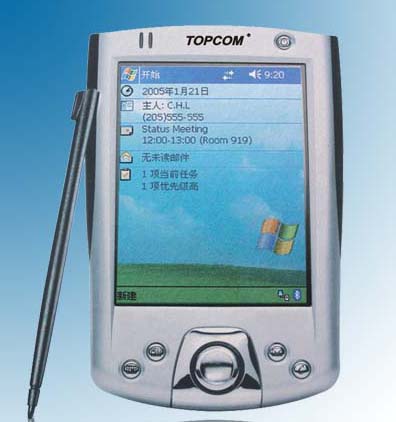 TOPCOM
开始 9:20
2005年1月21日
主人: C.H.L
(205)555-555
Status Meeting
12:00-13:00 (Room 919)
无未读邮件
1 项当前任务
1 项优先级高
新建